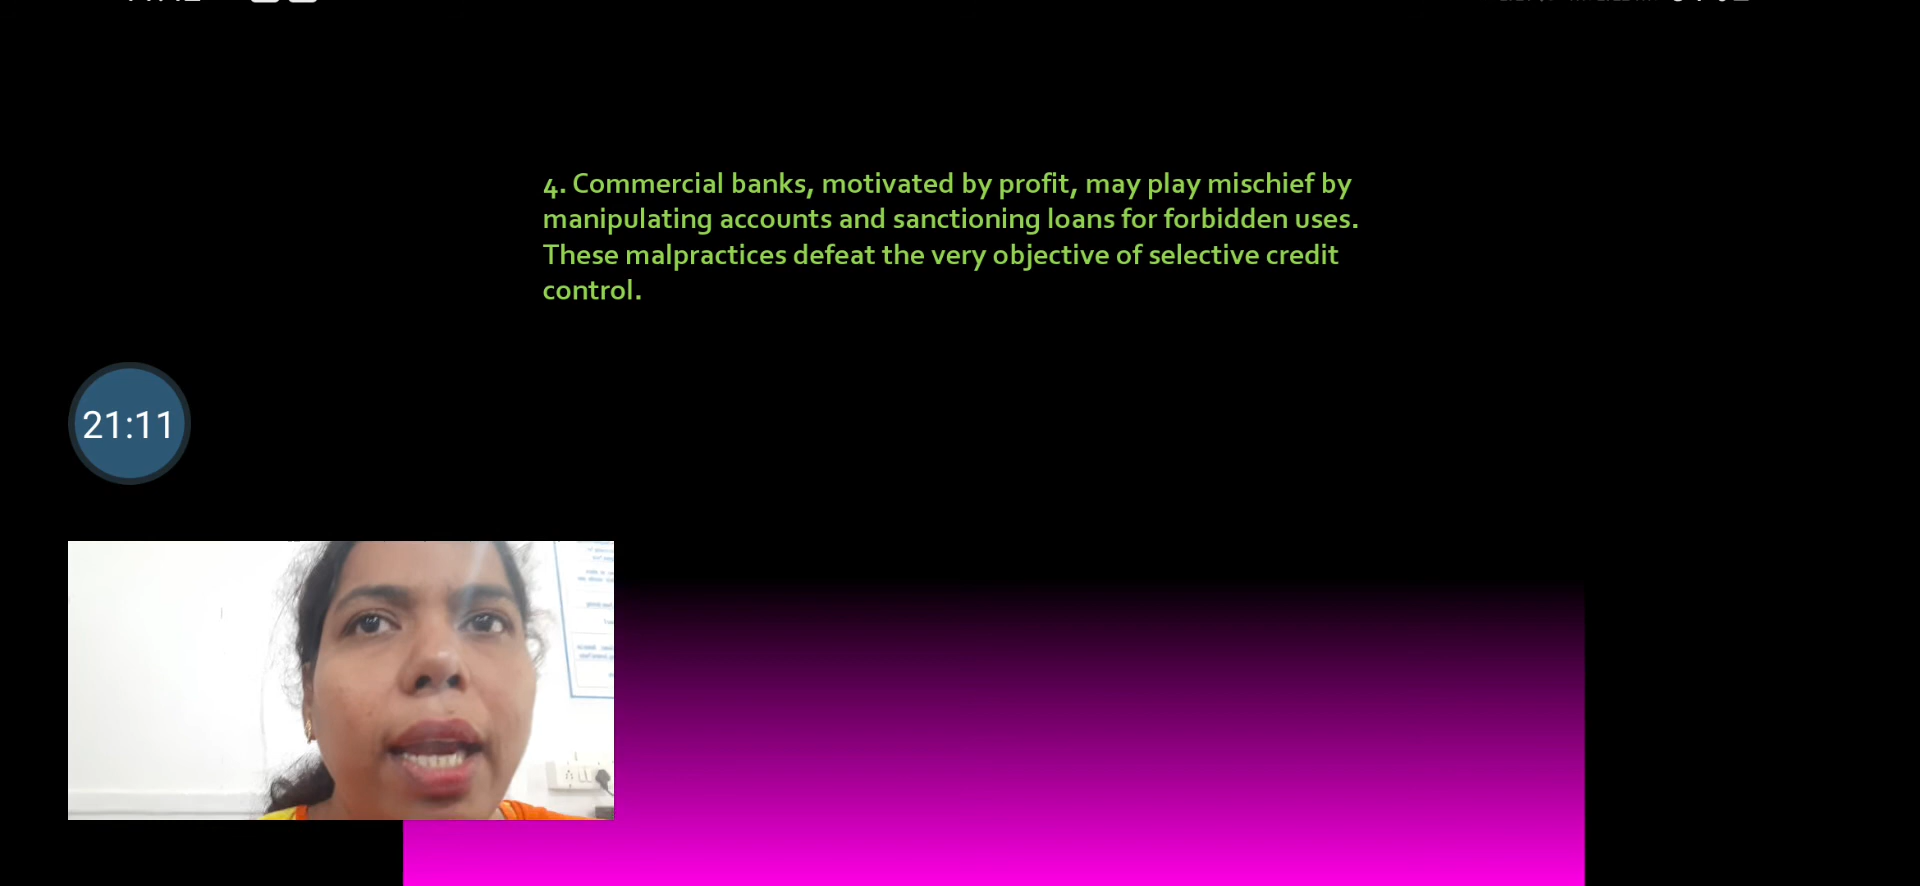 4. Commercial banks, motivated by profit, may play mischief by
manipulating accounts and sanctioning loans for forbidden uses.
These malpractices defeat the very objective of selective credit
control.
21:11